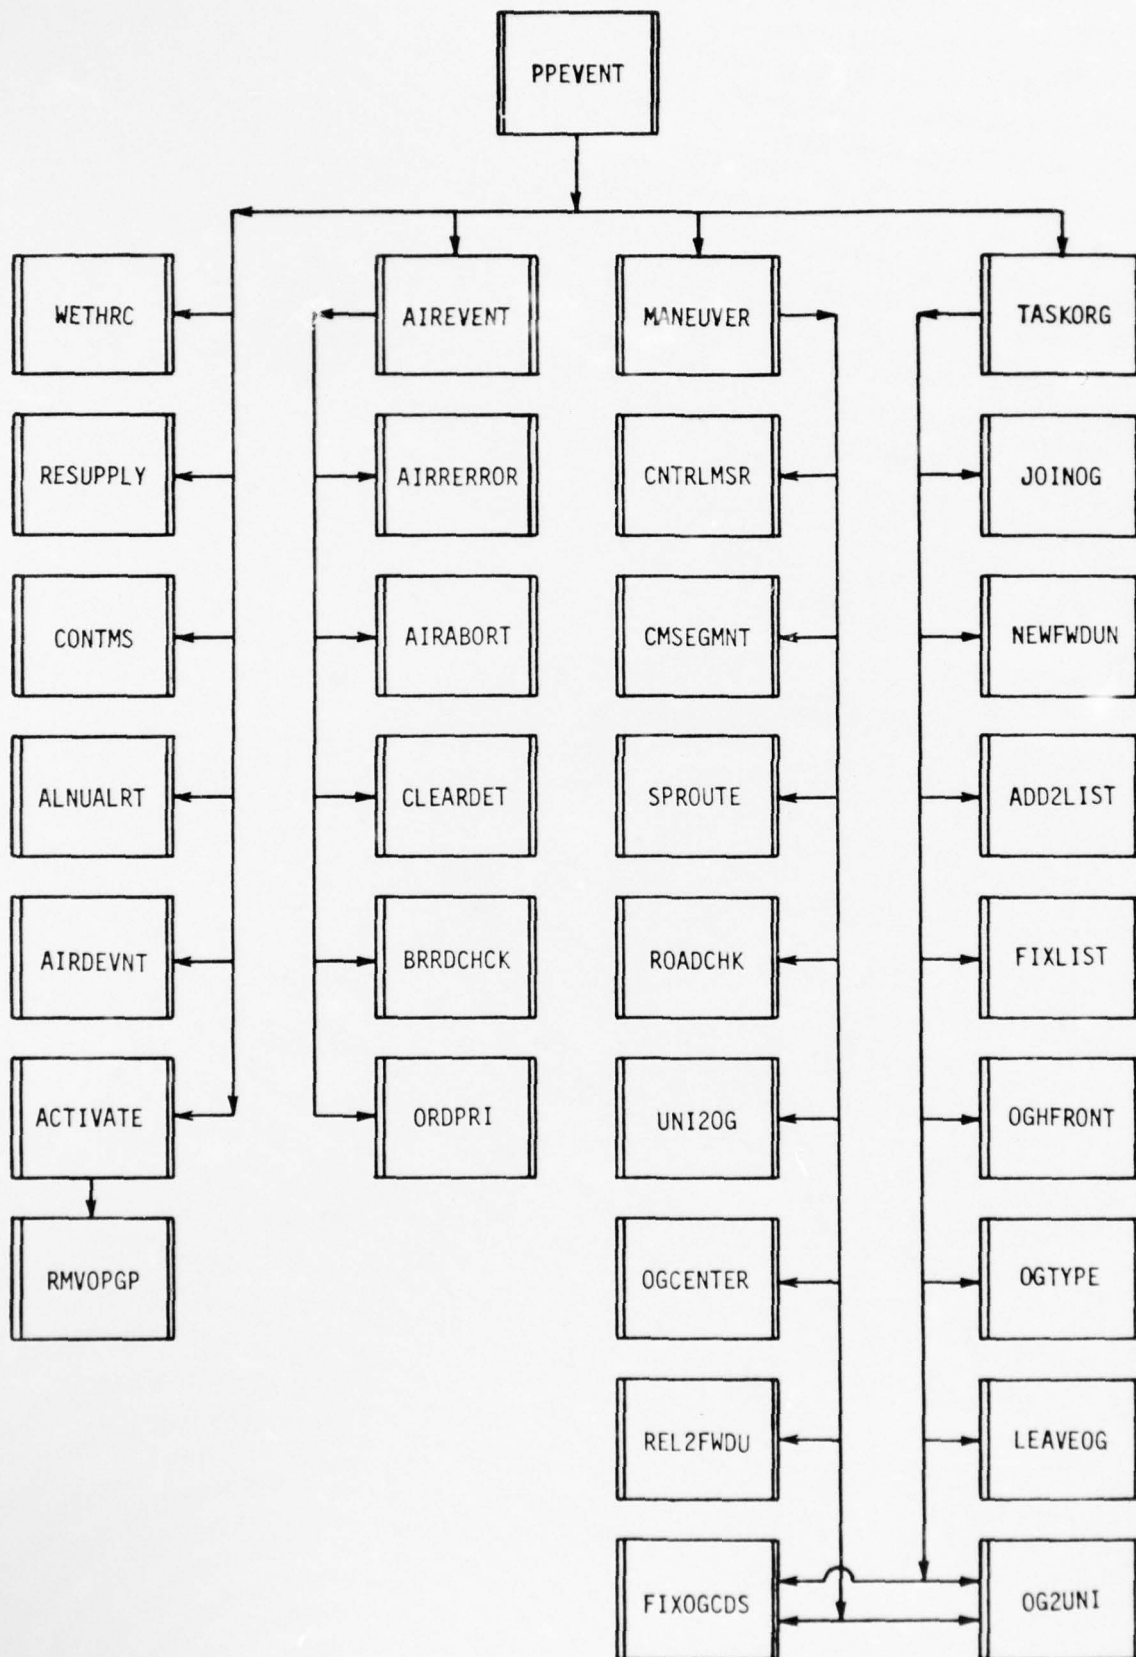 PPEVENT
WETHRC
AIREVENT
MANEUVER
TASKORG
RESUPPLY
AIRRERROR
CNTRLMSR
JOINOG
CONTMS
AIRABORT
CMSEGMNT
NEWFWDUN
ALNUALRT
CLEARDET
SPROUTE
ADD2LIST
AIRDEVNT
BRRDCHCK
ROADCHK
FIXLIST
ACTIVATE
ORDPRI
UNI2OG
OGHFRONT
RMVOPGP
OGCENTER
OGTYPE
REL2FWDU
LEAVEOG
FIXOGCDS
OG2UNI